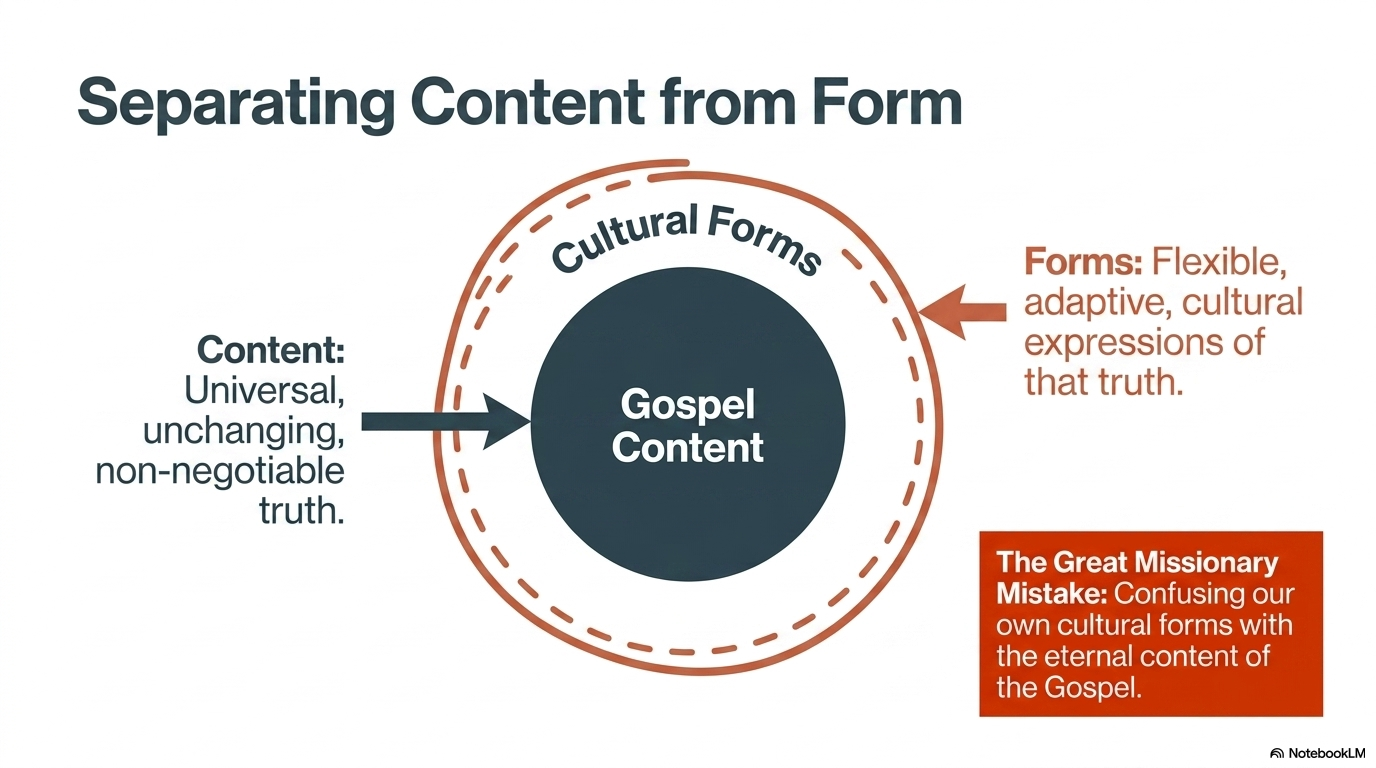 Separating Content from Form
Cultural Forms
Gospel
Content
Content:
Universal,
unchanging,
non-negotiable
truth.
Forms: Flexible,
adaptive, cultural
expressions of
that truth.
The Great Missionary
Mistake: Confusing our
own cultural forms with
the eternal content of
the Gospel.
NotebookLM